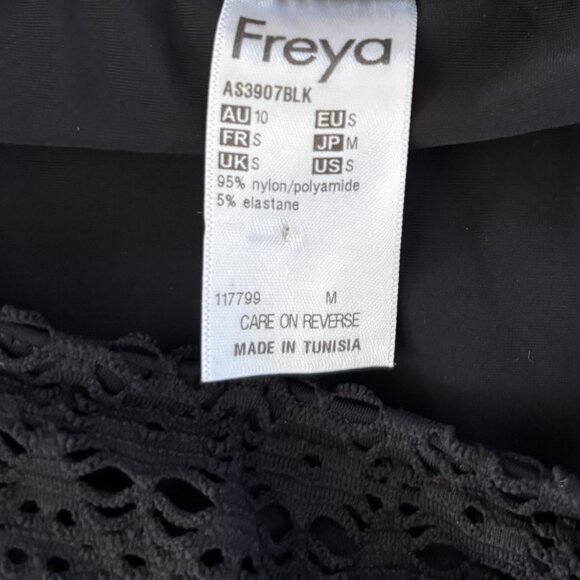 Freya
AS3907BLK
AU 10 EU S
FR S JP M
UK S US S
95% nylon/polyamide
5% elastane
117799 M
CARE ON REVERSE
MADE IN TUNISIA